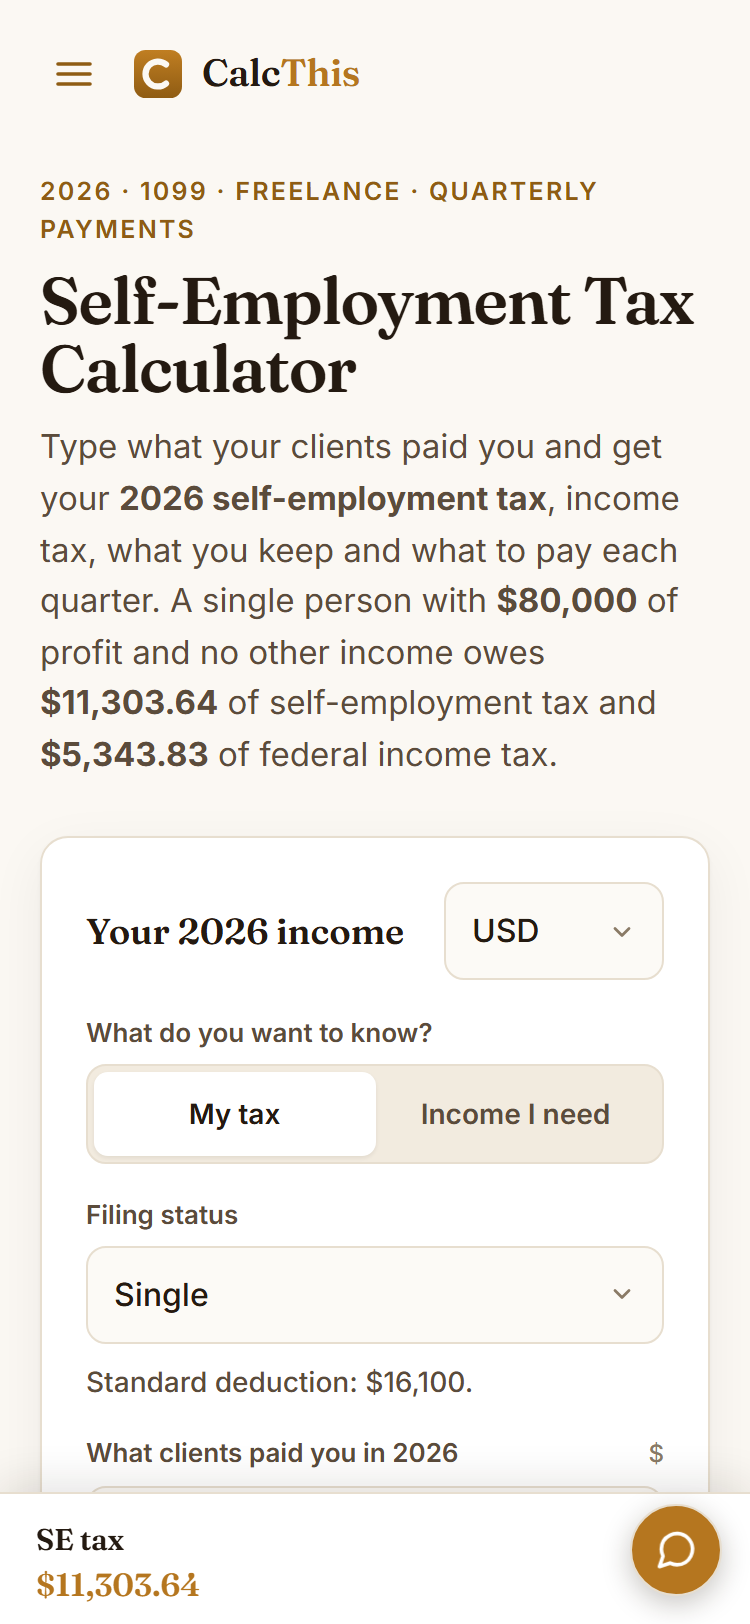 CalcThis
2026 · 1099 · FREELANCE · QUARTERLY
PAYMENTS
Self-Employment Tax
Calculator
Type what your clients paid you and get
your 2026 self-employment tax, income
tax, what you keep and what to pay each
quarter. A single person with $80,000 of
profit and no other income owes
$11,303.64 of self-employment tax and
$5,343.83 of federal income tax.
Your 2026 income
USD
What do you want to know?
My tax
Income I need
Filing status
Single
Standard deduction: $16,100.
What clients paid you in 2026 $
SE tax
$11,303.64